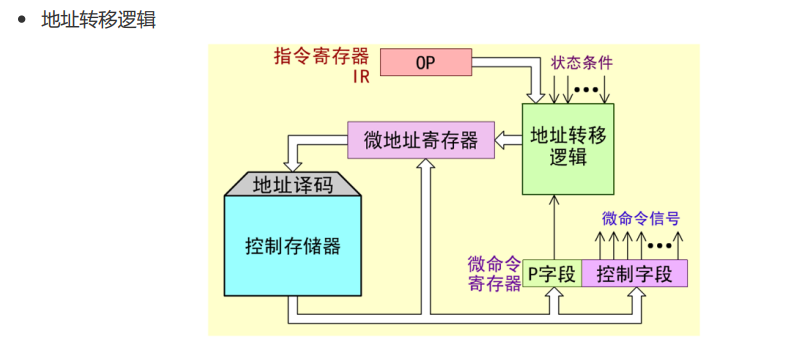 地址转移逻辑
指令寄存器
IR
OP
状态条件
微地址寄存器
地址转移
逻辑
地址译码
控制存储器
微命令信号
微命令
寄存器
P字段
控制字段